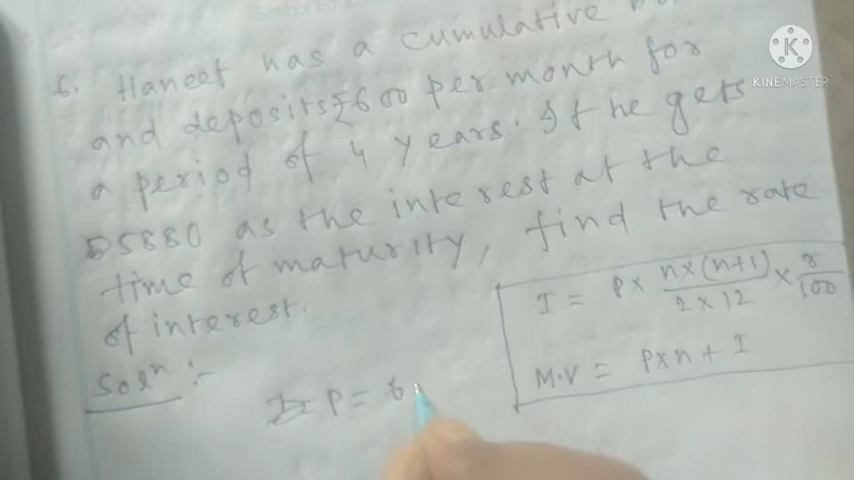 6. Haneef has a cumulative
and deposits ₹600 per month for
a period of 4 years. If he gets
5880 as the interest at the
time of maturity, find the rate
of interest.
I = P× n×(n+1)/2×12 × r/100
M.V = P×n + I
Solⁿ :-
P = 6
K
KINEMASTER